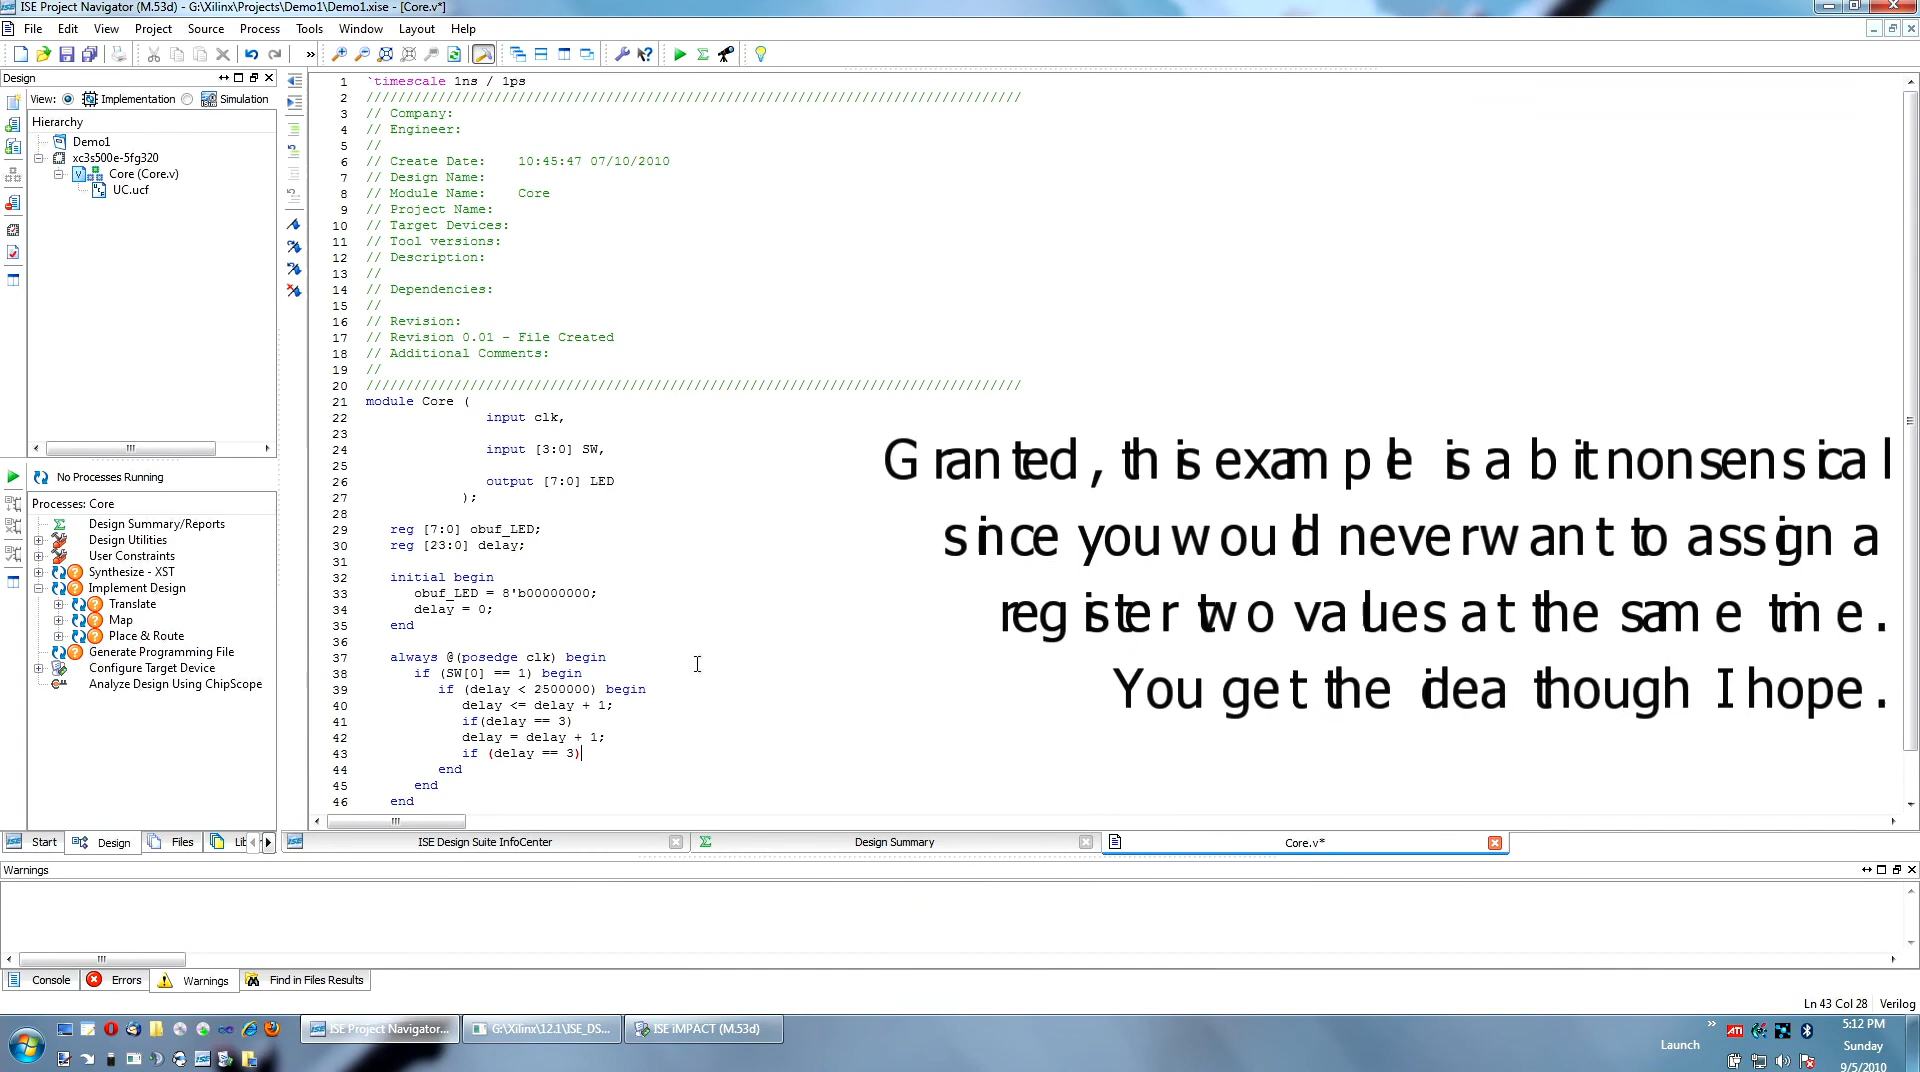 ISE Project Navigator (M.53d) - G:\Xilinx\Projects\Demo1\Demo1.xise - [Core.v*]
File Edit View Project Source Process Tools Window Layout Help
Design
View: Implementation Simulation
Hierarchy
Demo1
xc3s500e-5fg320
Core (Core.v)
UC.ucf
No Processes Running
Processes: Core
Design Summary/Reports
Design Utilities
User Constraints
Synthesize - XST
Implement Design
Translate
Map
Place & Route
Generate Programming File
Configure Target Device
Analyze Design Using ChipScope
Start Design Files Lib
1 `timescale 1ns / 1ps
2 //////////////////////////////////////////////////////////////////////////////////
3 // Company:
4 // Engineer:
5 //
6 // Create Date: 10:45:47 07/10/2010
7 // Design Name:
8 // Module Name: Core
9 // Project Name:
10 // Target Devices:
11 // Tool versions:
12 // Description:
13 //
14 // Dependencies:
15 //
16 // Revision:
17 // Revision 0.01 - File Created
18 // Additional Comments:
19 //
20 //////////////////////////////////////////////////////////////////////////////////
21 module Core (
22 input clk,
23
24 input [3:0] SW,
25
26 output [7:0] LED
27 );
28
29 reg [7:0] obuf_LED;
30 reg [23:0] delay;
31
32 initial begin
33 obuf_LED = 8'b00000000;
34 delay = 0;
35 end
36
37 always @(posedge clk) begin
38 if (SW[0] == 1) begin
39 if (delay < 2500000) begin
40 delay <= delay + 1;
41 if(delay == 3)
42 delay = delay + 1;
43 if (delay == 3)
44 end
45 end
46 end
Granted, this example is a bit nonsensical
since you would never want to assign a
register two values at the same time.
You get the idea though I hope.
ISE Design Suite InfoCenter Design Summary Core.v*
Warnings
Console Errors Warnings Find in Files Results
Ln 43 Col 28 Verilog
ISE Project Navigator... G:\Xilinx\12.1\ISE_DS... ISE iMPACT (M.53d)
Launch
ATI
5:12 PM
Sunday
9/5/2010